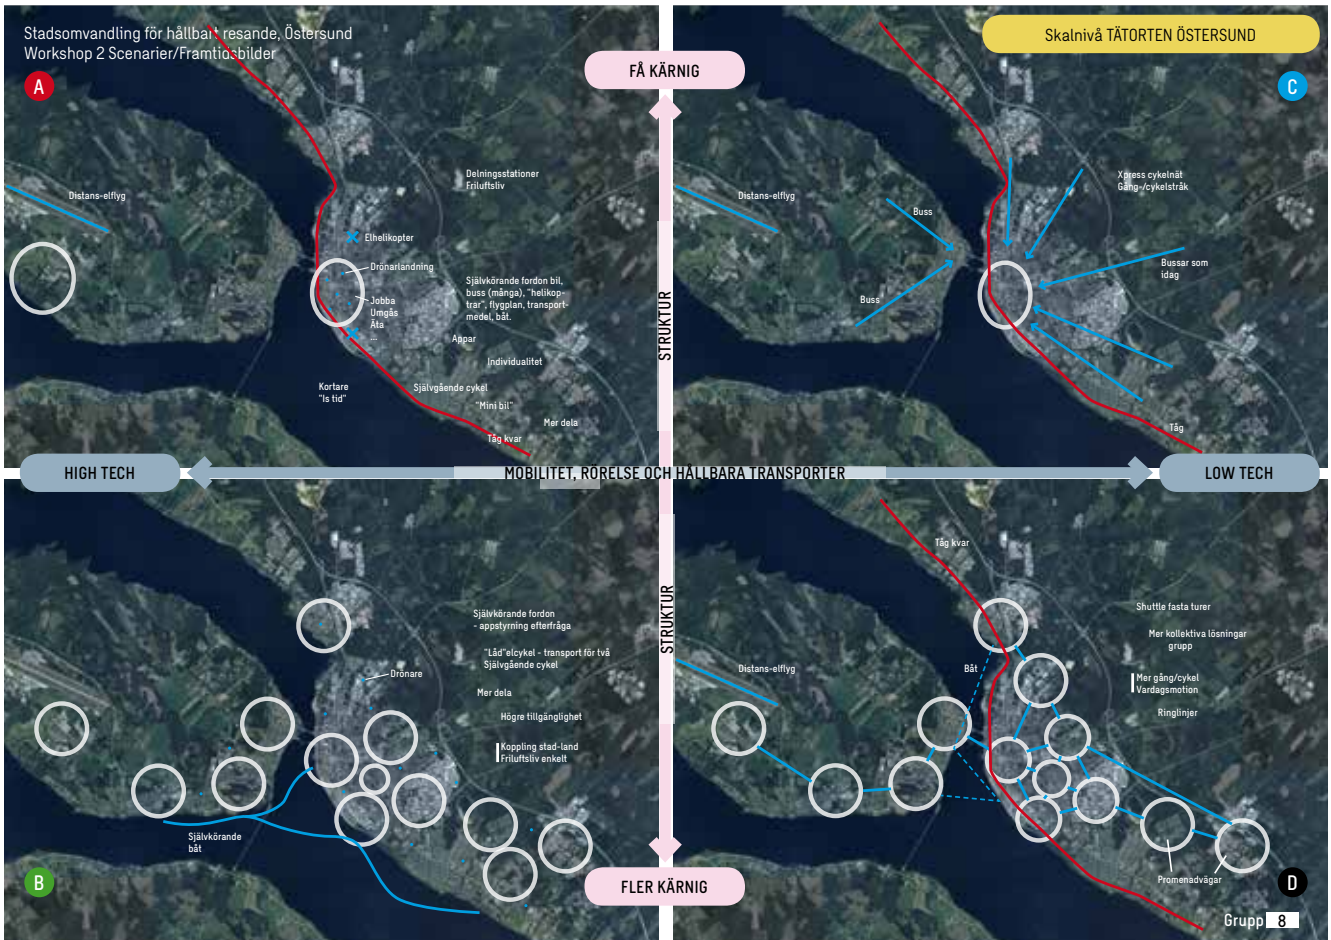 Stadsomvandling för hållbart resande, Östersund
Workshop 2 Scenarier/Framtidsbilder
A
FÅ KÄRNIG
Skalnivå TÄTORTEN ÖSTERSUND
C
Distans-elflyg
Delningsstationer
Friluftsliv
Elhelikopter
Drönarlandning
Jobba
Umgås
Äta
...
Självkörande fordon bil,
buss (många), "helikop-
trar", flygplan, transport-
medel, båt.
Appar
Individualitet
Kortare
"Is tid"
Självgående cykel
"Mini bil"
Mer dela
Tåg kvar
STRUKTUR
Distans-elflyg
Buss
Buss
Xpress cykelnät
Gång-/cykelstråk
Bussar som
idag
Tåg
HIGH TECH
MOBILITET, RÖRELSE OCH HÅLLBARA TRANSPORTER
LOW TECH
Självkörande fordon
- appstyrning efterfråga
"Låd"elcykel - transport för två
Självgående cykel
Drönare
Mer dela
Högre tillgänglighet
Koppling stad-land
Friluftsliv enkelt
Självkörande
båt
B
STRUKTUR
FLER KÄRNIG
Tåg kvar
Distans-elflyg
Båt
Shuttle fasta turer
Mer kollektiva lösningar
grupp
Mer gång/cykel
Vardagsmotion
Ringlinjer
Promenadvägar
D
Grupp 8